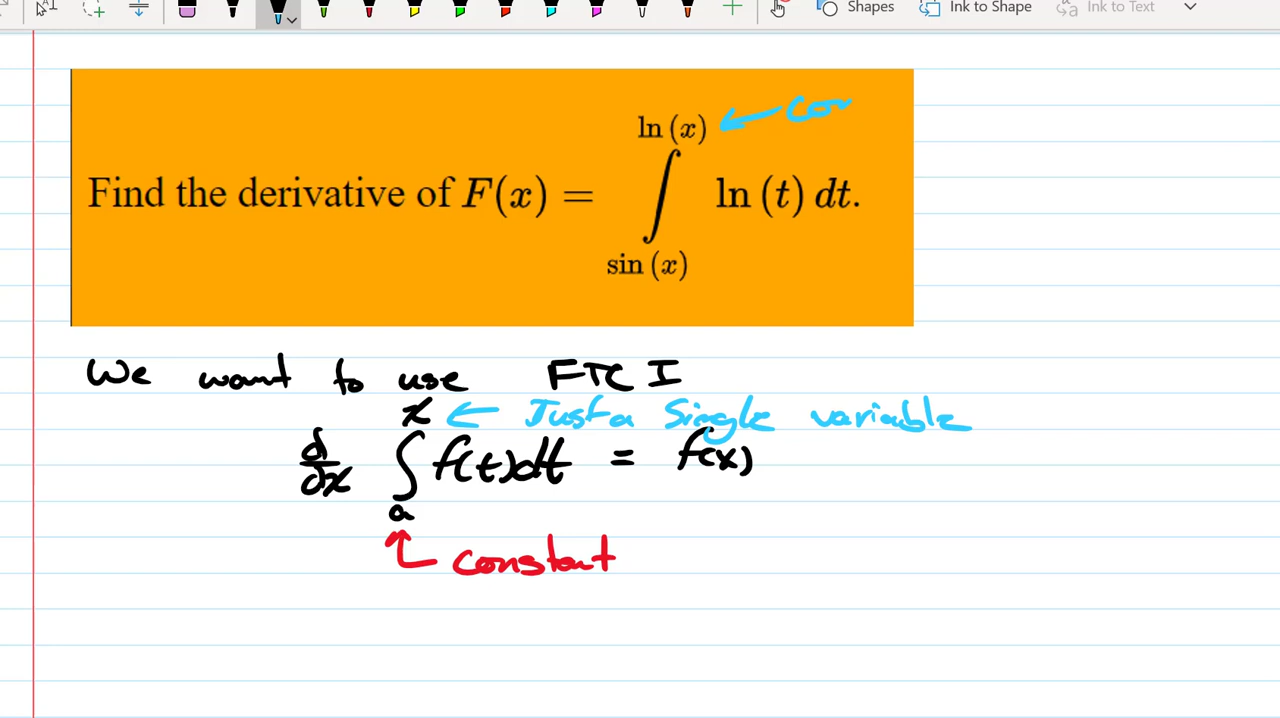 Shapes Ink to Shape Ink to Text
ln (x) ← Cor
Find the derivative of F(x) = ∫ ln (t) dt.
sin (x)
We want to use FTC I
x ← Just a Single variable
d/dx ∫ f(t)dt = f(x)
a
constant